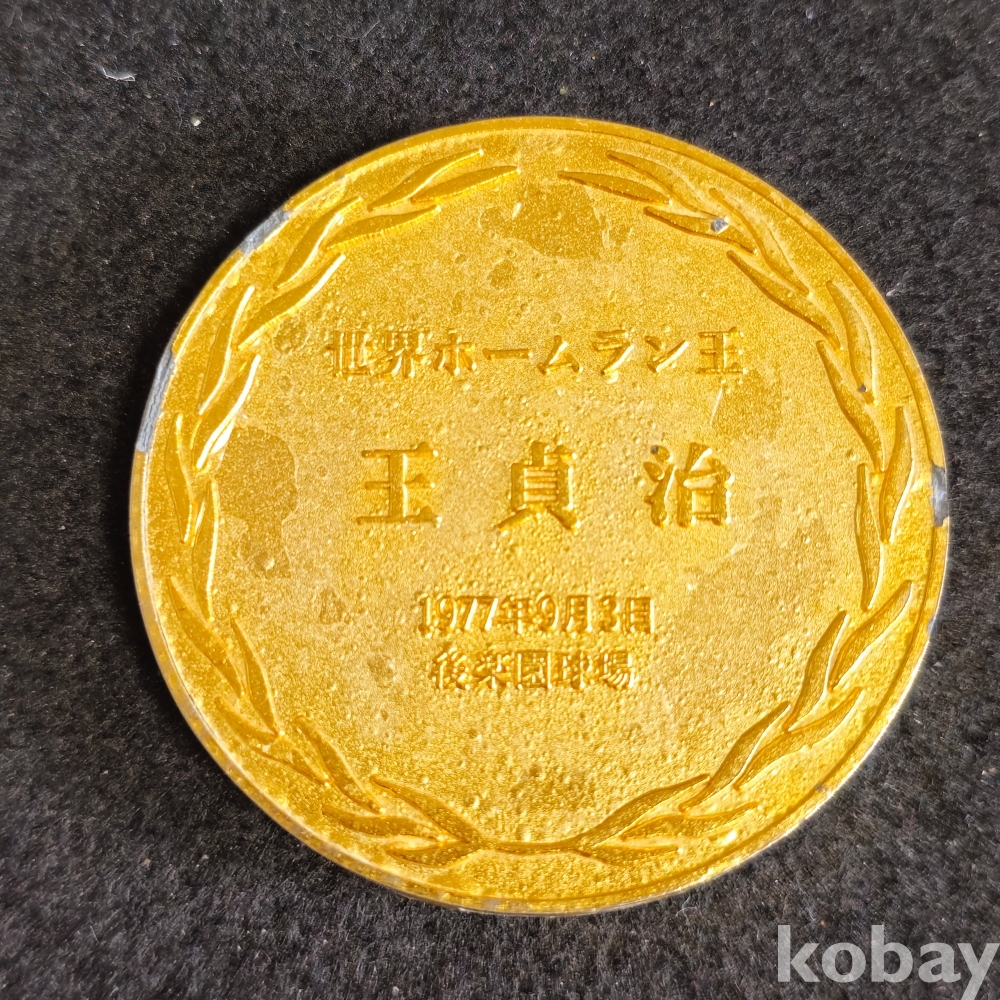 世界ホームラン王
王貞治
1977年9月3日
後楽園球場
kobay